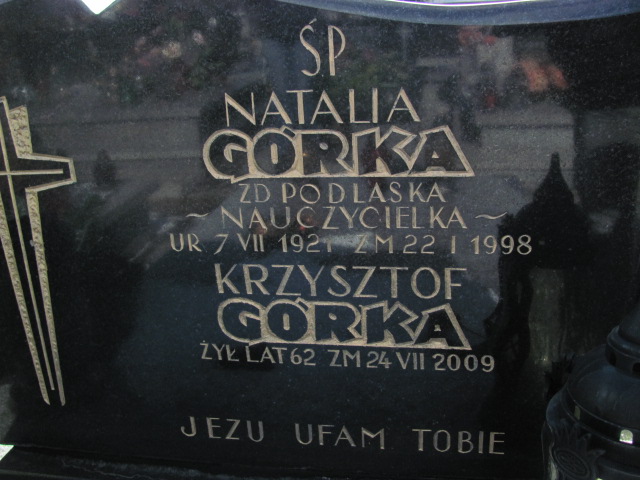 ŚP
NATALIA
GÓRKA
ZD PODLASKA
~ NAUCZYCIELKA ~
UR 7 VII 1921 ZM 22 I 1998
KRZYSZTOF
GÓRKA
ŻYŁ LAT 62 ZM 24 VII 2009
JEZU UFAM TOBIE